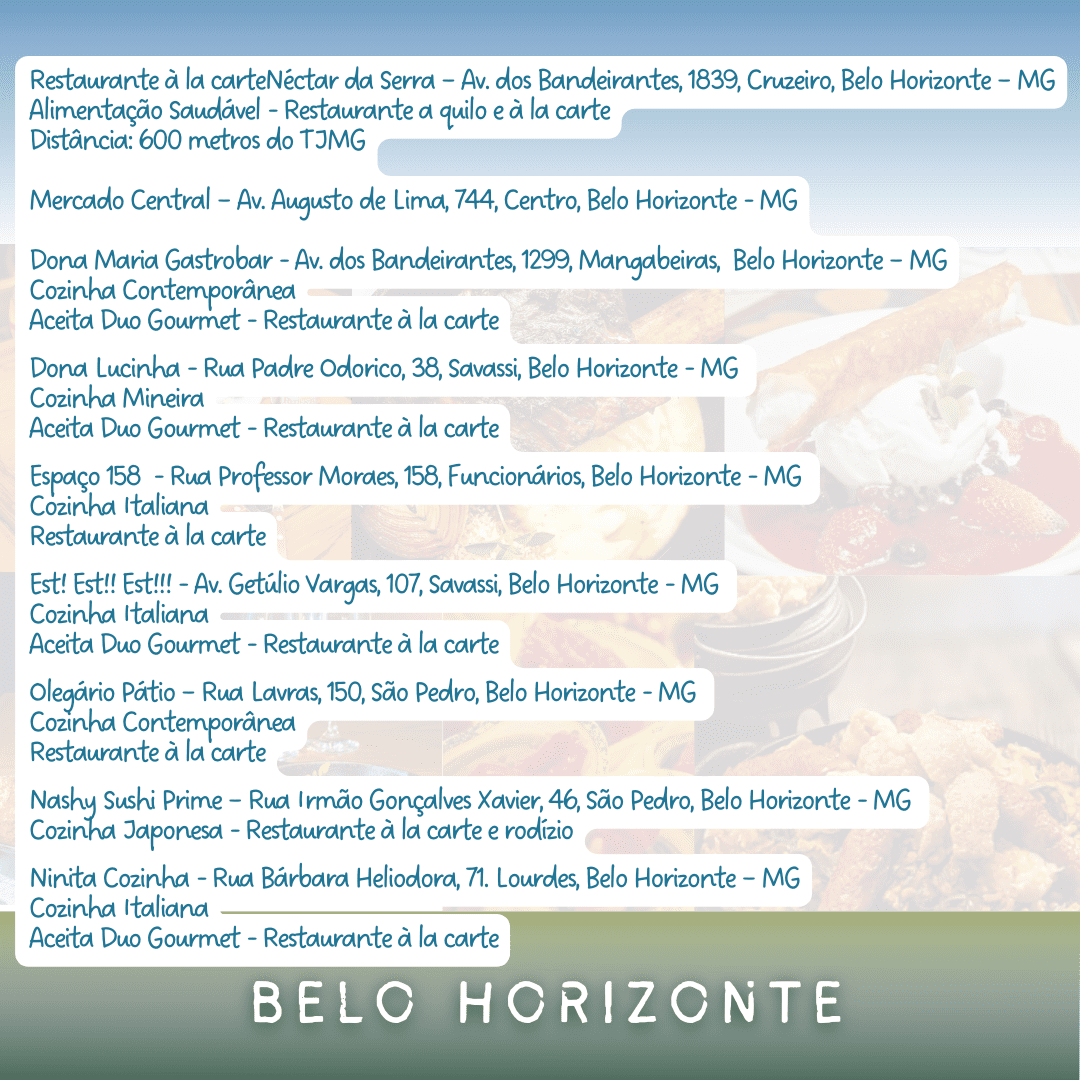 Restaurante à la carteNéctar da Serra – Av. dos Bandeirantes, 1839, Cruzeiro, Belo Horizonte – MG
Alimentação Saudável - Restaurante a quilo e à la carte
Distância: 600 metros do TJMG
Mercado Central – Av. Augusto de Lima, 744, Centro, Belo Horizonte - MG
Dona Maria Gastrobar - Av. dos Bandeirantes, 1299, Mangabeiras,  Belo Horizonte – MG
Cozinha Contemporânea
Aceita Duo Gourmet - Restaurante à la carte
Dona Lucinha - Rua Padre Odorico, 38, Savassi, Belo Horizonte - MG
Cozinha Mineira
Aceita Duo Gourmet - Restaurante à la carte
Espaço 158  - Rua Professor Moraes, 158, Funcionários, Belo Horizonte - MG
Cozinha Italiana
Restaurante à la carte
Est! Est!! Est!!! - Av. Getúlio Vargas, 107, Savassi, Belo Horizonte - MG
Cozinha Italiana
Aceita Duo Gourmet - Restaurante à la carte
Olegário Pátio – Rua Lavras, 150, São Pedro, Belo Horizonte - MG
Cozinha Contemporânea
Restaurante à la carte
Nashy Sushi Prime – Rua Irmão Gonçalves Xavier, 46, São Pedro, Belo Horizonte - MG
Cozinha Japonesa - Restaurante à la carte e rodízio
Ninita Cozinha - Rua Bárbara Heliodora, 71. Lourdes, Belo Horizonte – MG
Cozinha Italiana
Aceita Duo Gourmet - Restaurante à la carte
BELO HORIZONTE